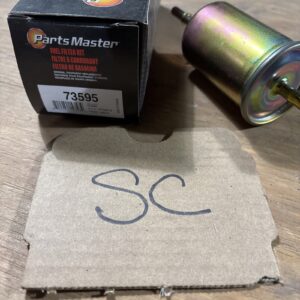 PartsMaster
FUEL FILTER KIT
FILTRE À CARBURANT
FILTRO DE GASOLINA
73595
SC